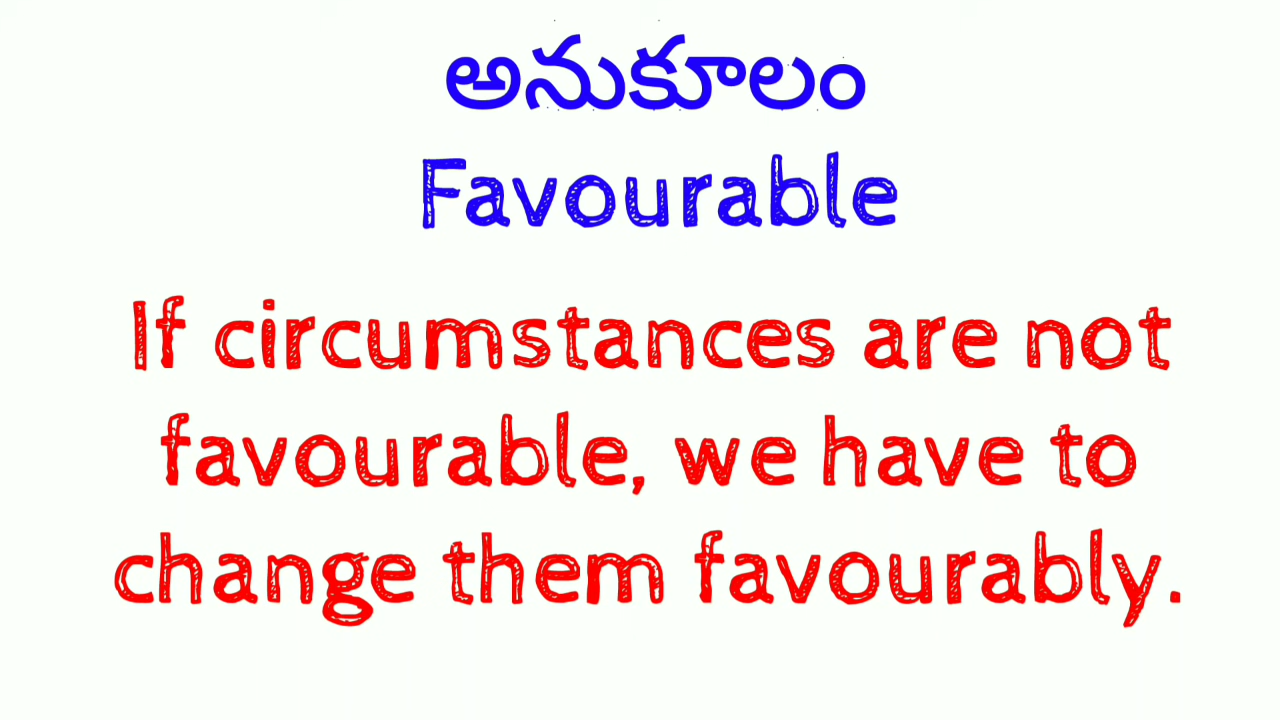 అనుకూలం
Favourable
If circumstances are not
favourable, we have to
change them favourably.